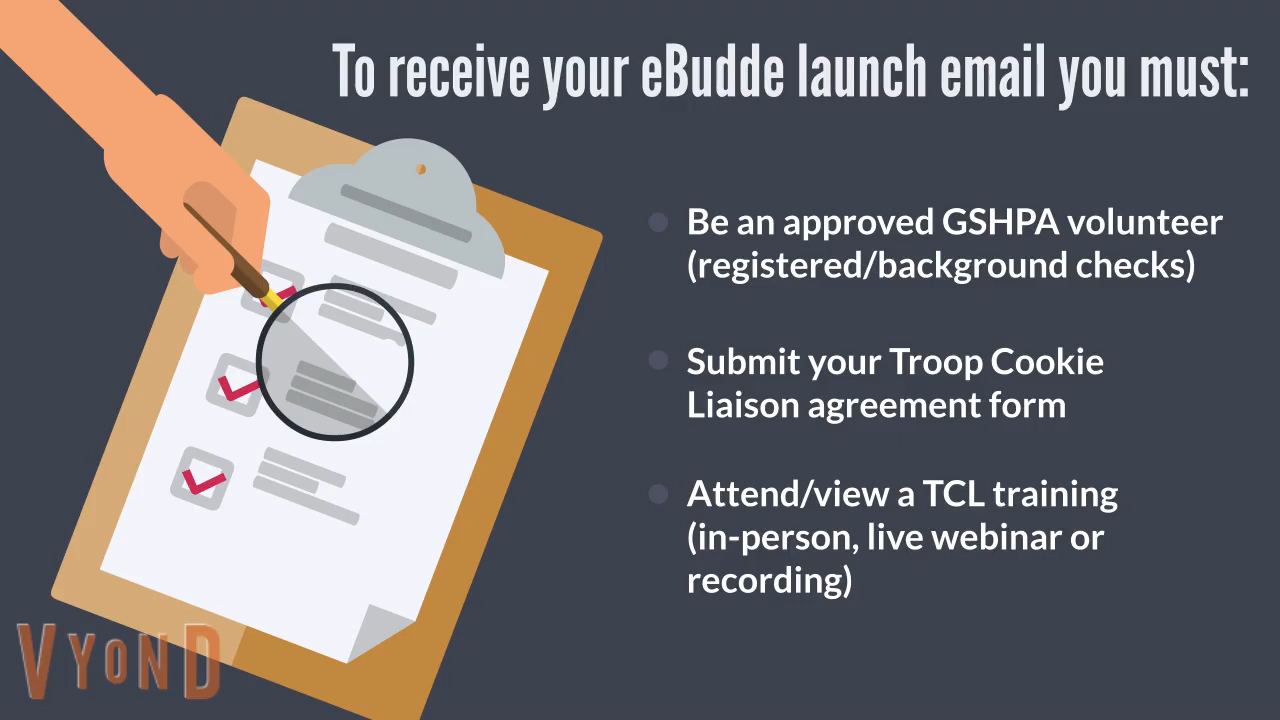 To receive your eBudde launch email you must:
Be an approved GSHPA volunteer
(registered/background checks)
Submit your Troop Cookie
Liaison agreement form
Attend/view a TCL training
(in-person, live webinar or
recording)
VYOND